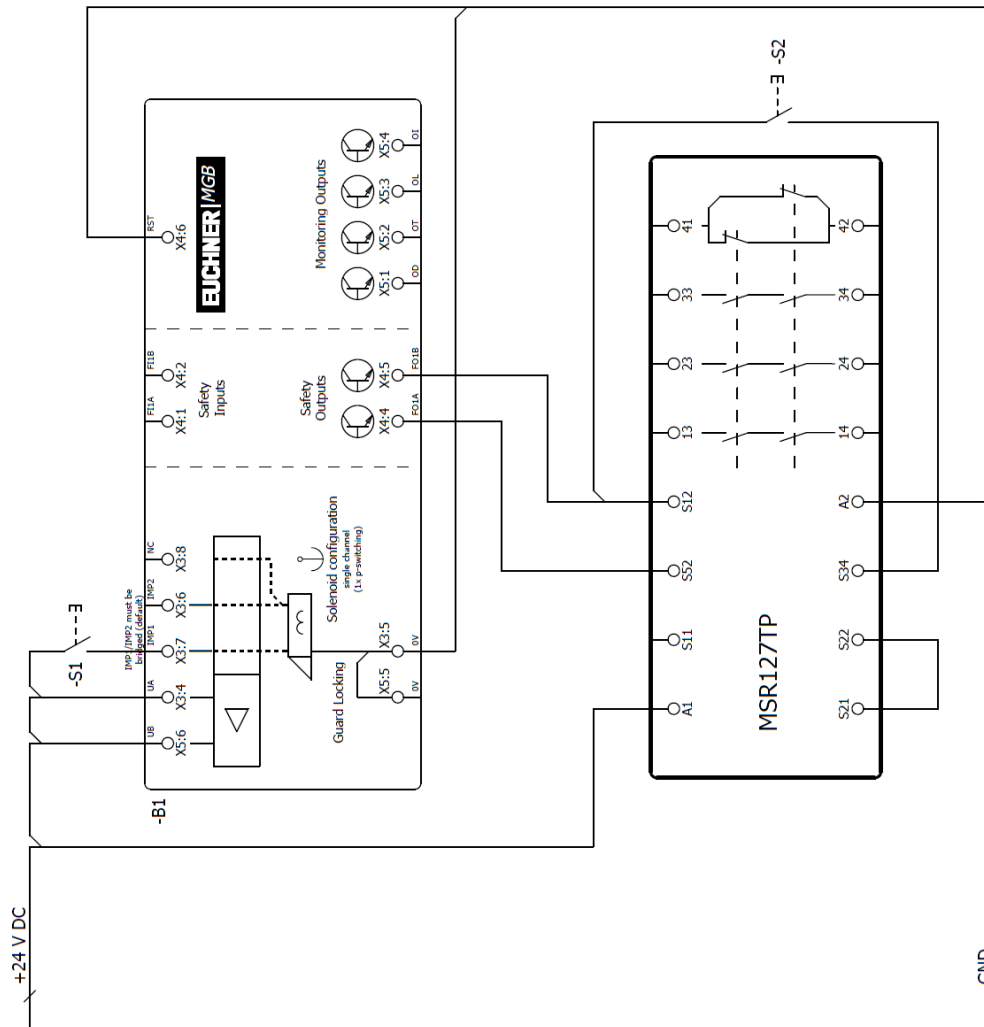 +24 V DC
-S1
IMP1/IMP2 must be
bridged (default)
UB UA IMP1 IMP2 NC FI1A FI1B RST
-B1
X5:6 X3:4 X3:7 X3:6 X3:8 X4:1 X4:2 X4:6
Safety
Inputs
EUCHNER MGB
Safety
Outputs
Monitoring Outputs
Solenoid configuration
single channel
(1x p-switching)
Guard Locking
X5:5 X3:5 X4:4 X4:5 X5:1 X5:2 X5:3 X5:4
0V 0V FO1A FO1B OD OT OL OI
-S2
A1 S11 S52 S12 13 23 33 41
MSR127TP
S21 S22 S34 A2 14 24 34 42
GND